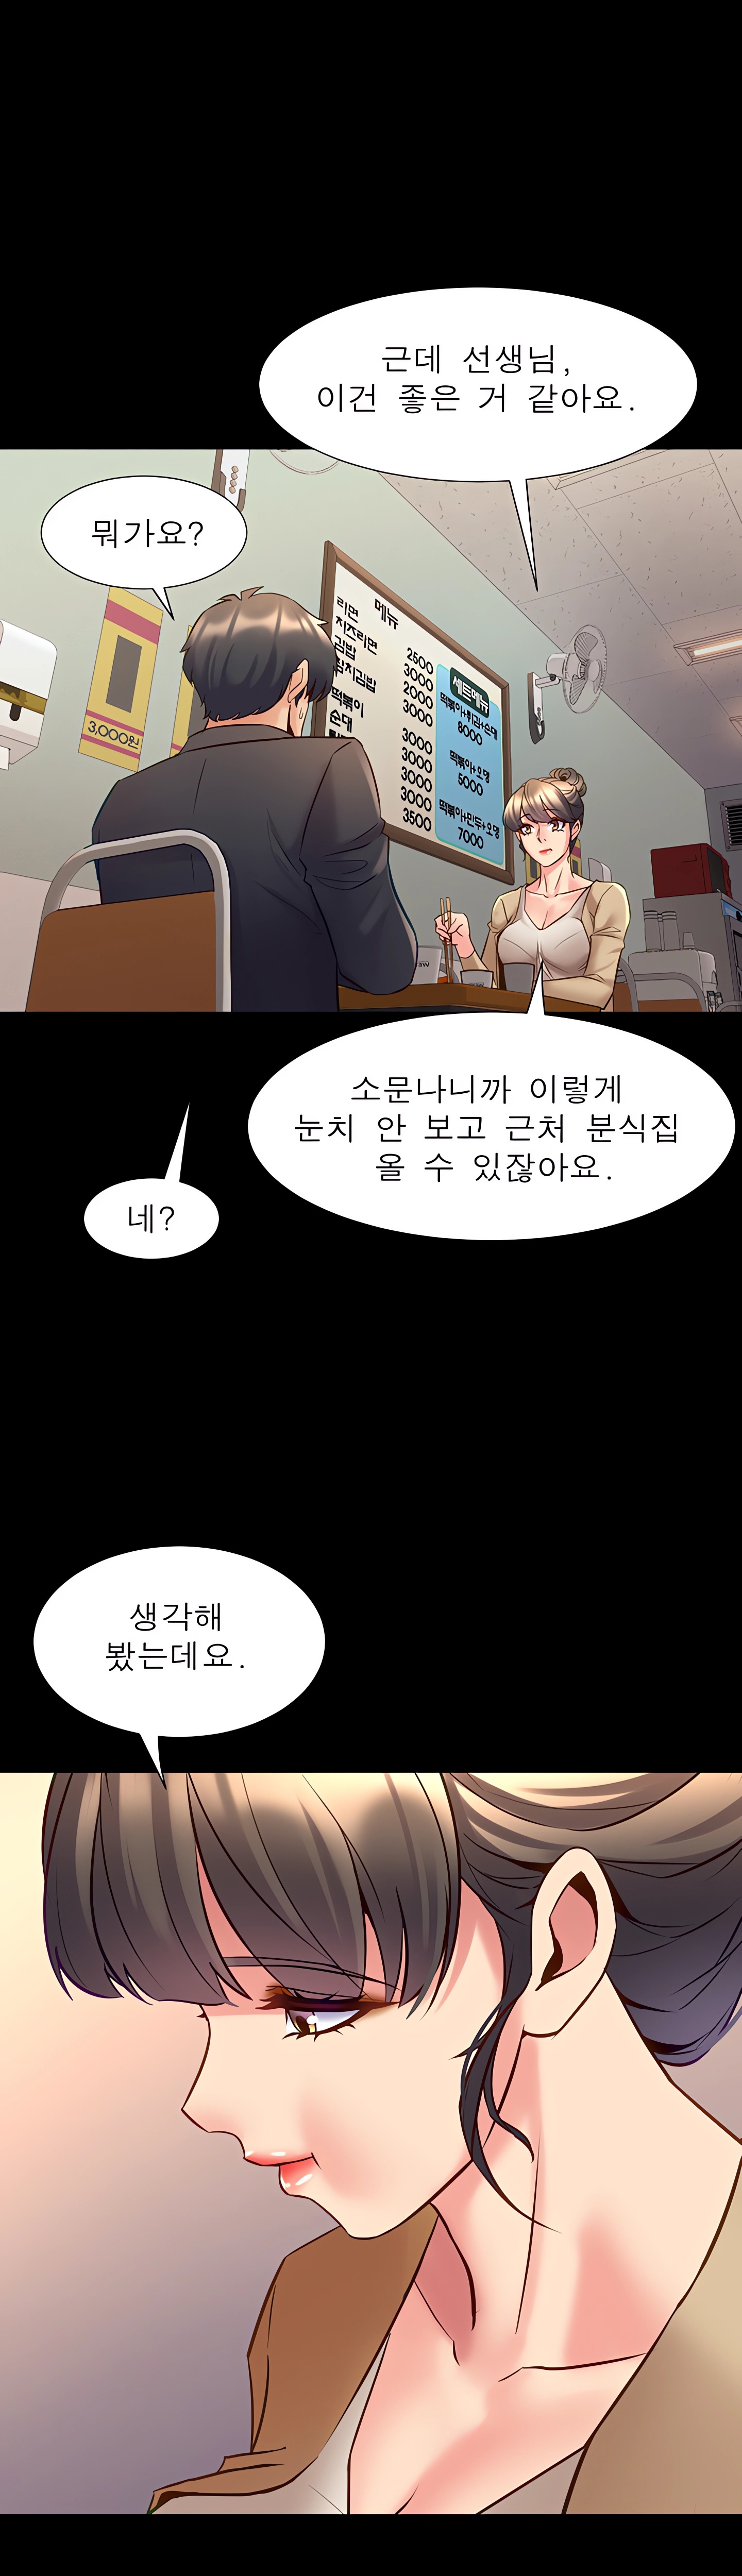 근데 선생님,
이건 좋은 거 같아요.
뭐가요?
메뉴
라면
치즈라면
김밥
참치김밥
떡볶이
순대
2500
3000
2000
3000
3000
3000
3000
3000
3500
세트메뉴
떡볶이+튀김+순대
8000
떡볶이+오뎅
5000
떡볶이+만두+오뎅
7000
3,000원
소문나니까 이렇게
눈치 안 보고 근처 분식집
올 수 있잖아요.
네?
생각해
봤는데요.